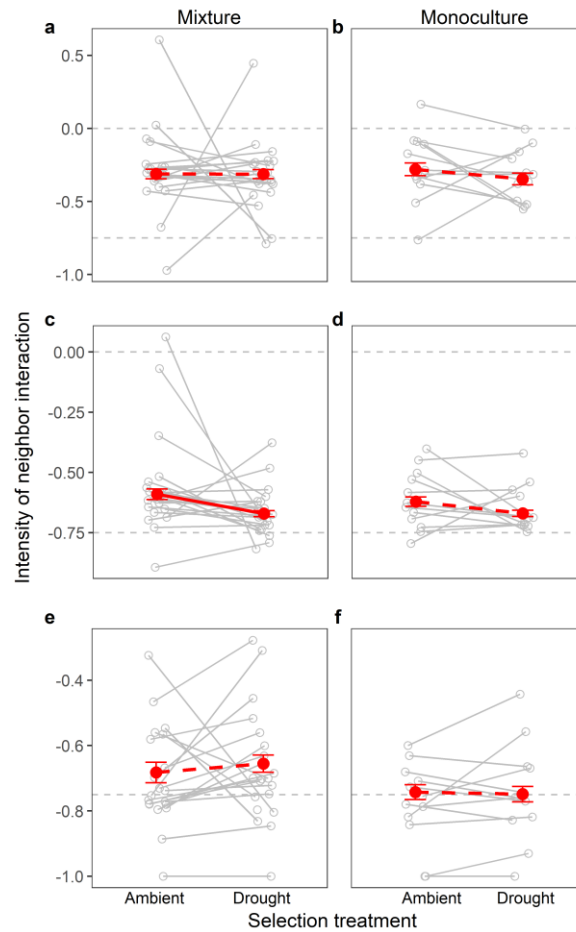 Mixture
Monoculture
a
b
0.5
0.0
-0.5
-1.0
c
d
0.00
-0.25
-0.50
-0.75
Intensity of neighbor interaction
e
f
-0.4
-0.6
-0.8
-1.0
Ambient
Drought
Ambient
Drought
Selection treatment